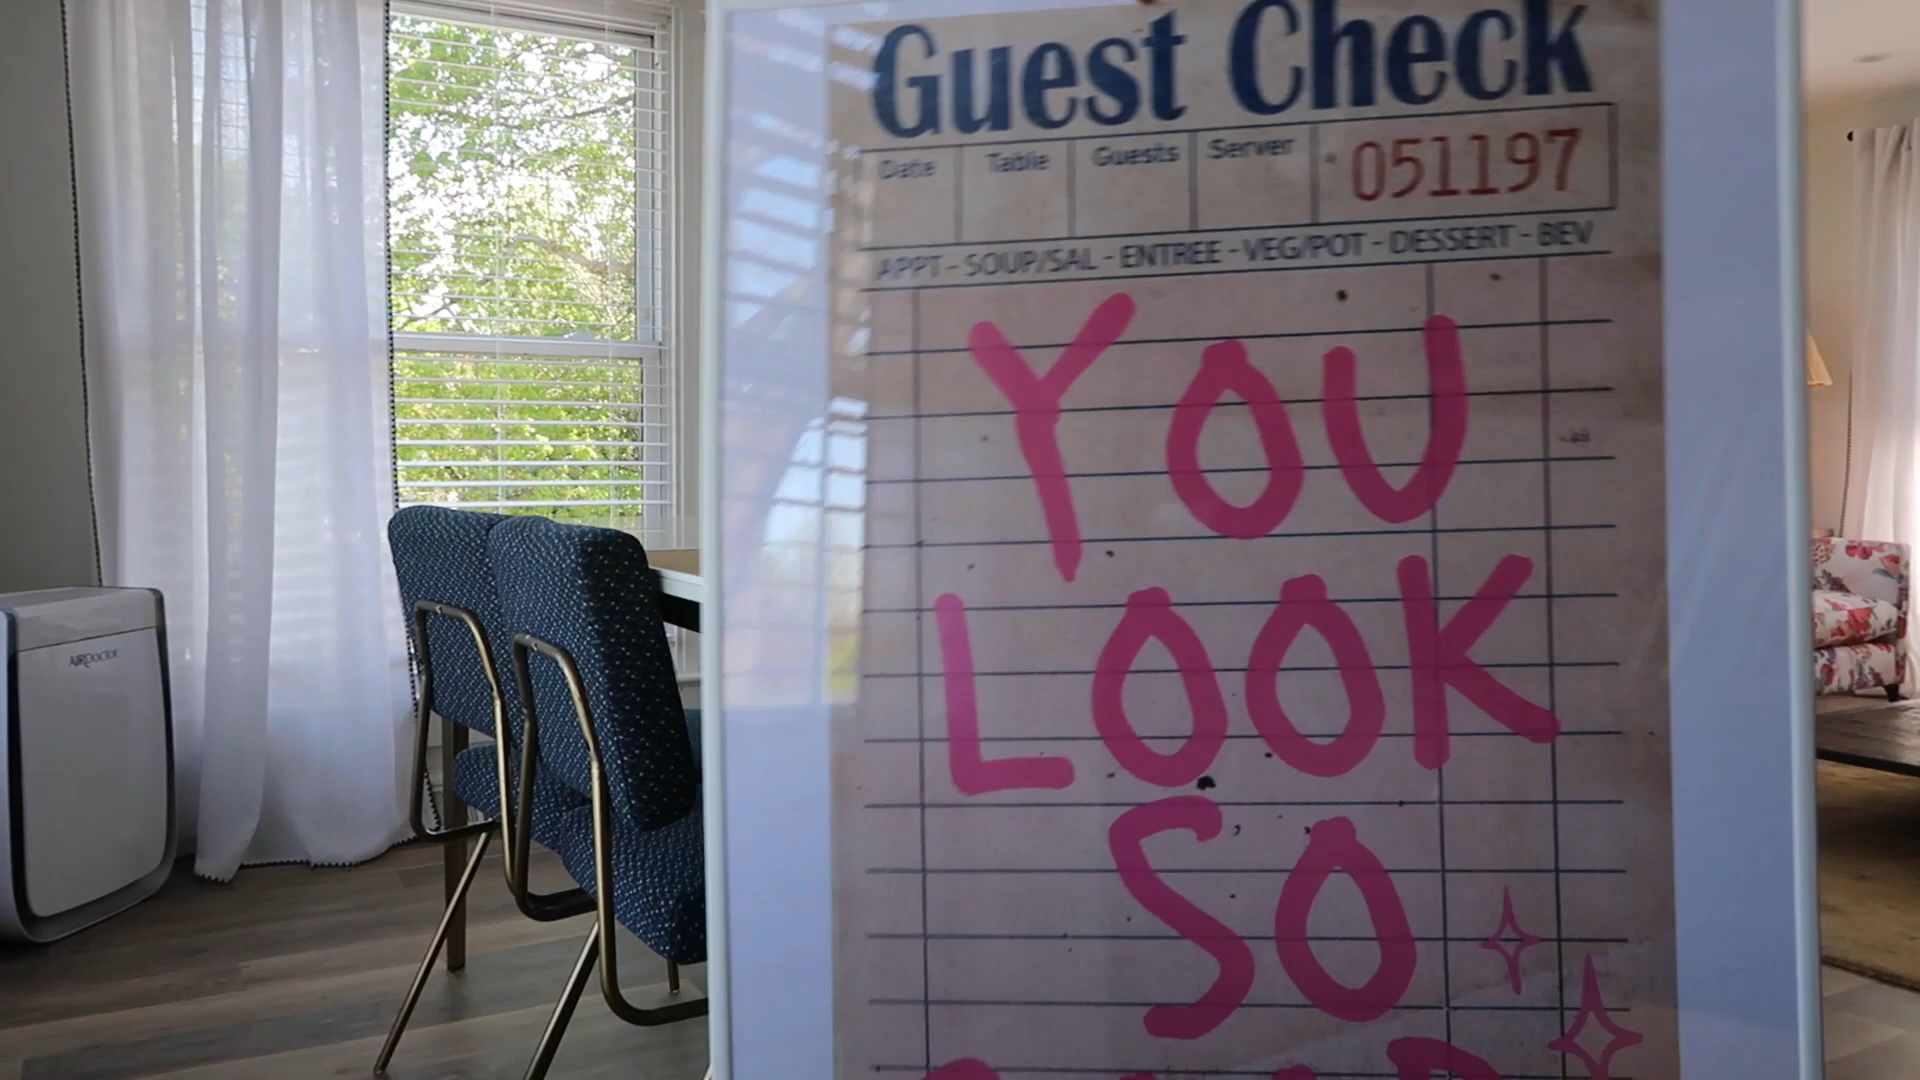 Guest Check
Date Table Guests Server 051197
APPT - SOUP/SAL - ENTREE - VEG/POT - DESSERT - BEV
YOU
LOOK
SO
AIRDoctor